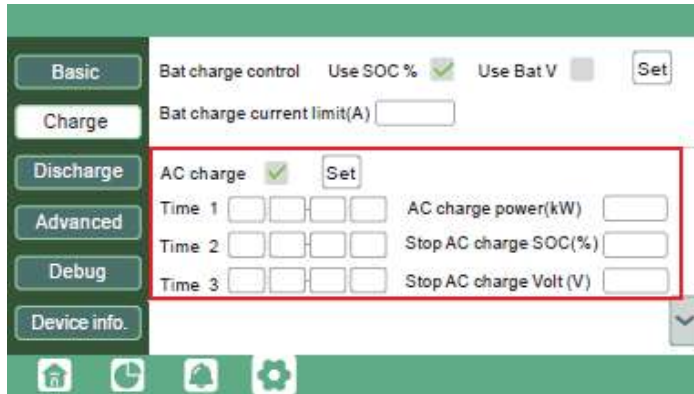 Basic
Charge
Discharge
Advanced
Debug
Device info.
Bat charge control Use SOC % Use Bat V Set
Bat charge current limit(A)
AC charge Set
Time 1 AC charge power(kW)
Time 2 Stop AC charge SOC(%)
Time 3 Stop AC charge Volt (V)